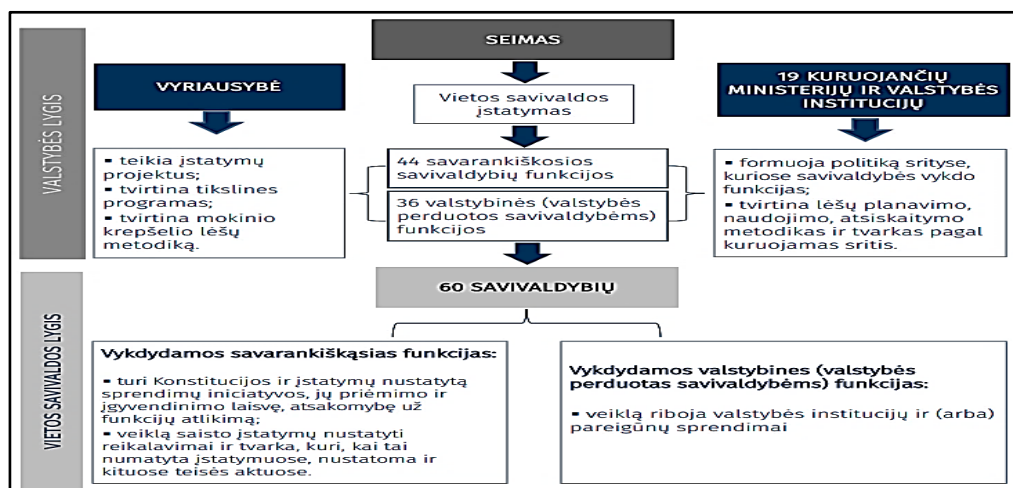 VALSTYBĖS LYGIS
SEIMAS
VYRIAUSYBĖ
19 KURUOJANČIŲ
MINISTERIJŲ IR VALSTYBĖS
INSTITUCIJŲ
Vietos savivaldos
įstatymas
▪ teikia įstatymų
projektus;
▪ tvirtina tikslines
programas;
▪ tvirtina mokinio
krepšelio lėšų
metodiką.
44 savarankiškosios
savivaldybių funkcijos
36 valstybinės (valstybės
perduotos savivaldybėms)
funkcijos
▪ formuoja politiką srityse,
kuriose savivaldybės vykdo
funkcijas;
▪ tvirtina lėšų planavimo,
naudojimo, atsiskaitymo
metodikas ir tvarkas pagal
kuruojamas sritis.
VIETOS SAVIVALDOS LYGIS
60 SAVIVALDYBIŲ
Vykdydamos savarankiškąsias funkcijas:
▪ turi Konstitucijos ir įstatymų nustatytą
sprendimų iniciatyvos, jų priėmimo ir
įgyvendinimo laisvę, atsakomybę už
funkcijų atlikimą;
▪ veiklą saisto įstatymų nustatyti
reikalavimai ir tvarka, kuri, kai tai
numatyta įstatymuose, nustatoma ir
kituose teisės aktuose.
Vykdydamos valstybines (valstybės
perduotas savivaldybėms) funkcijas:
▪ veiklą riboja valstybės institucijų ir (arba)
pareigūnų sprendimai